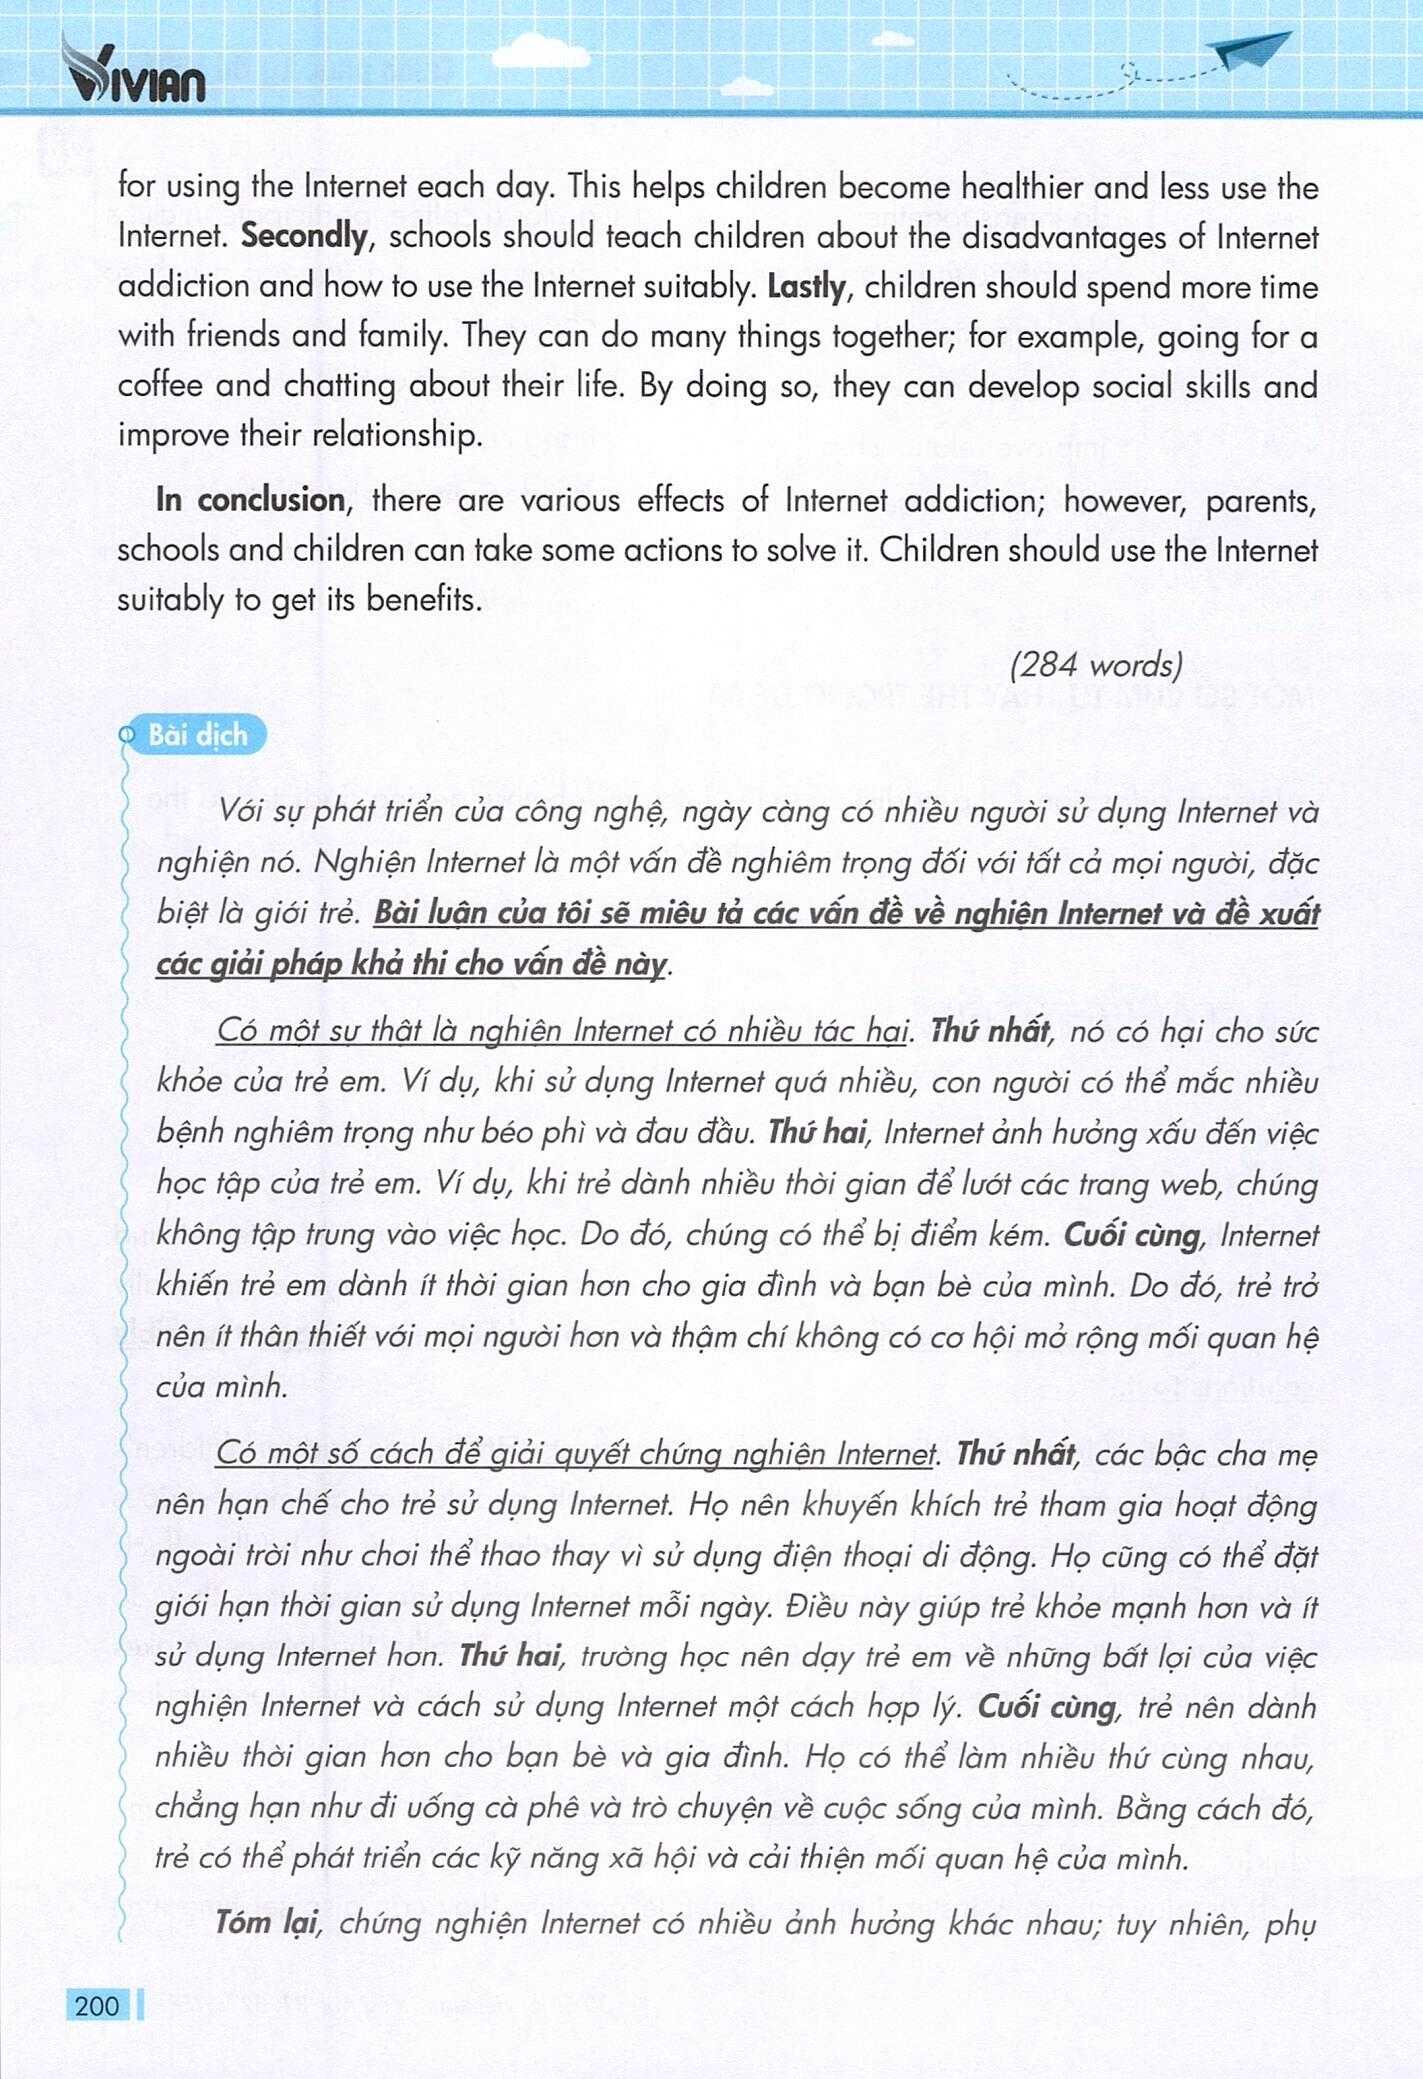 VIVIAN
for using the Internet each day. This helps children become healthier and less use the
Internet. Secondly, schools should teach children about the disadvantages of Internet
addiction and how to use the Internet suitably. Lastly, children should spend more time
with friends and family. They can do many things together; for example, going for a
coffee and chatting about their life. By doing so, they can develop social skills and
improve their relationship.
In conclusion, there are various effects of Internet addiction; however, parents,
schools and children can take some actions to solve it. Children should use the Internet
suitably to get its benefits.
(284 words)
Bài dịch
Với sự phát triển của công nghệ, ngày càng có nhiều người sử dụng Internet và
nghiện nó. Nghiện Internet là một vấn đề nghiêm trọng đối với tất cả mọi người, đặc
biệt là giới trẻ. Bài luận của tôi sẽ miêu tả các vấn đề về nghiện Internet và đề xuất
các giải pháp khả thi cho vấn đề này.
Có một sự thật là nghiện Internet có nhiều tác hại. Thứ nhất, nó có hại cho sức
khỏe của trẻ em. Ví dụ, khi sử dụng Internet quá nhiều, con người có thể mắc nhiều
bệnh nghiêm trọng như béo phì và đau đầu. Thứ hai, Internet ảnh hưởng xấu đến việc
học tập của trẻ em. Ví dụ, khi trẻ dành nhiều thời gian để lướt các trang web, chúng
không tập trung vào việc học. Do đó, chúng có thể bị điểm kém. Cuối cùng, Internet
khiến trẻ em dành ít thời gian hơn cho gia đình và bạn bè của mình. Do đó, trẻ trở
nên ít thân thiết với mọi người hơn và thậm chí không có cơ hội mở rộng mối quan hệ
của mình.
Có một số cách để giải quyết chứng nghiện Internet. Thứ nhất, các bậc cha mẹ
nên hạn chế cho trẻ sử dụng Internet. Họ nên khuyến khích trẻ tham gia hoạt động
ngoài trời như chơi thể thao thay vì sử dụng điện thoại di động. Họ cũng có thể đặt
giới hạn thời gian sử dụng Internet mỗi ngày. Điều này giúp trẻ khỏe mạnh hơn và ít
sử dụng Internet hơn. Thứ hai, trường học nên dạy trẻ em về những bất lợi của việc
nghiện Internet và cách sử dụng Internet một cách hợp lý. Cuối cùng, trẻ nên dành
nhiều thời gian hơn cho bạn bè và gia đình. Họ có thể làm nhiều thứ cùng nhau,
chẳng hạn như đi uống cà phê và trò chuyện về cuộc sống của mình. Bằng cách đó,
trẻ có thể phát triển các kỹ năng xã hội và cải thiện mối quan hệ của mình.
Tóm lại, chứng nghiện Internet có nhiều ảnh hưởng khác nhau; tuy nhiên, phụ
200